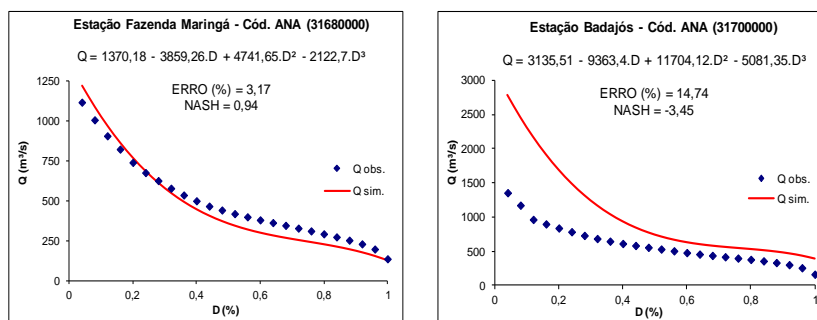 Estação Fazenda Maringá - Cód. ANA (31680000)
Q = 1370,18 - 3859,26.D + 4741,65.D² - 2122,7.D³
ERRO (%) = 3,17
NASH = 0,94
Q (m³/s)
1250
1000
750
500
250
0
Q obs.
Q sim.
0 0,2 0,4 0,6 0,8 1
D (%)
Estação Badajós - Cód. ANA (31700000)
Q = 3135,51 - 9363,4.D + 11704,12.D² - 5081,35.D³
ERRO (%) = 14,74
NASH = -3,45
Q (m³/s)
3000
2500
2000
1500
1000
500
0
Q obs.
Q sim.
0 0,2 0,4 0,6 0,8 1
D (%)